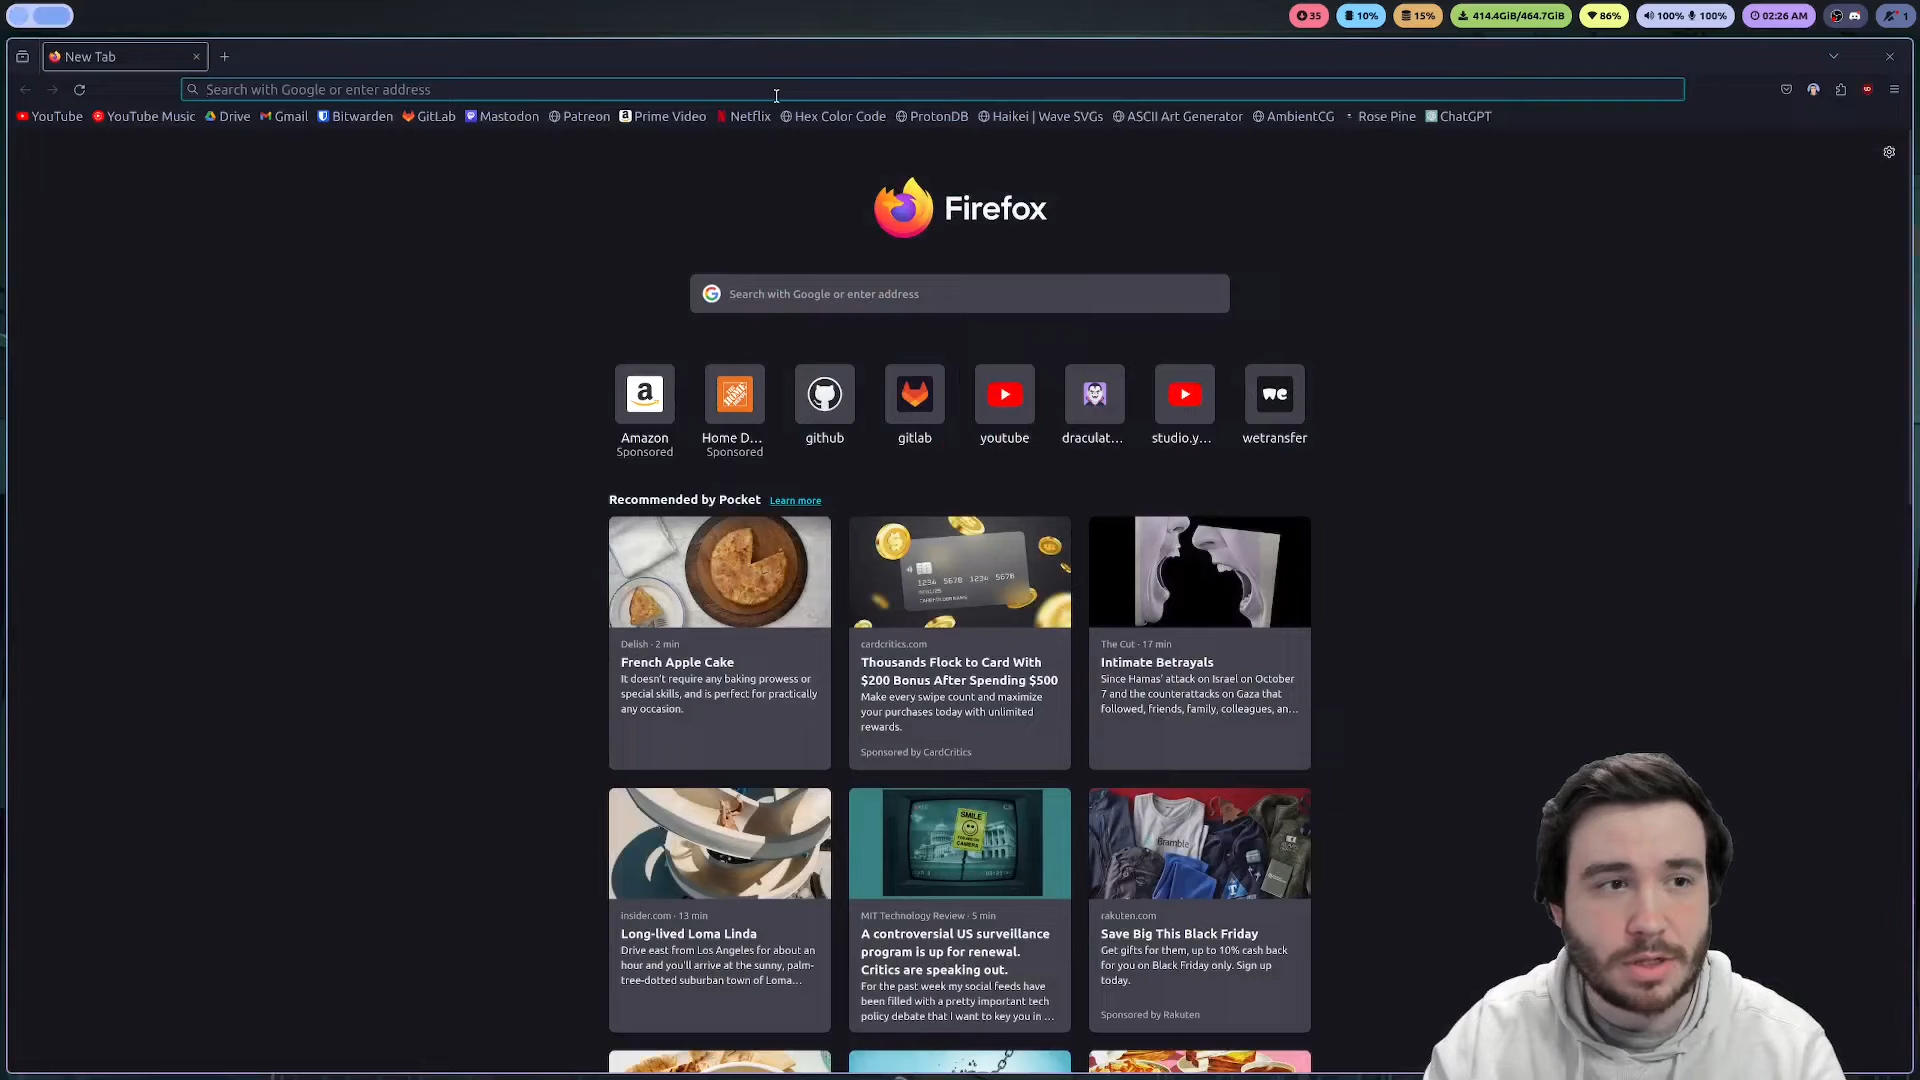 35
10%
15%
414.4GiB/464.7GiB
86%
100%
100%
02:26 AM
1
New Tab
Search with Google or enter address
YouTube
YouTube Music
Drive
Gmail
Bitwarden
GitLab
Mastodon
Patreon
Prime Video
Netflix
Hex Color Code
ProtonDB
Haikei | Wave SVGs
ASCII Art Generator
AmbientCG
Rose Pine
ChatGPT
Firefox
Search with Google or enter address
Amazon
Sponsored
Home D...
Sponsored
github
gitlab
youtube
draculat...
studio.y...
wetransfer
Recommended by Pocket Learn more
1234 5678 1234 5678
Delish · 2 min
French Apple Cake
It doesn't require any baking prowess or
special skills, and is perfect for practically
any occasion.
cardcritics.com
Thousands Flock to Card With
$200 Bonus After Spending $500
Make every swipe count and maximize
your purchases today with unlimited
rewards.
Sponsored by CardCritics
The Cut · 17 min
Intimate Betrayals
Since Hamas' attack on Israel on October
7 and the counterattacks on Gaza that
followed, friends, family, colleagues, an...
SMILE
Bramble
insider.com · 13 min
Long-lived Loma Linda
Drive east from Los Angeles for about an
hour and you'll arrive at the sunny, palm-
tree-dotted suburban town of Loma...
MIT Technology Review · 5 min
A controversial US surveillance
program is up for renewal.
Critics are speaking out.
For the past week my social feeds have
been filled with a pretty important tech
policy debate that I want to key you in ...
rakuten.com
Save Big This Black Friday
Get gifts for them, up to 10% cash back
for you on Black Friday only. Sign up
today.
Sponsored by Rakuten